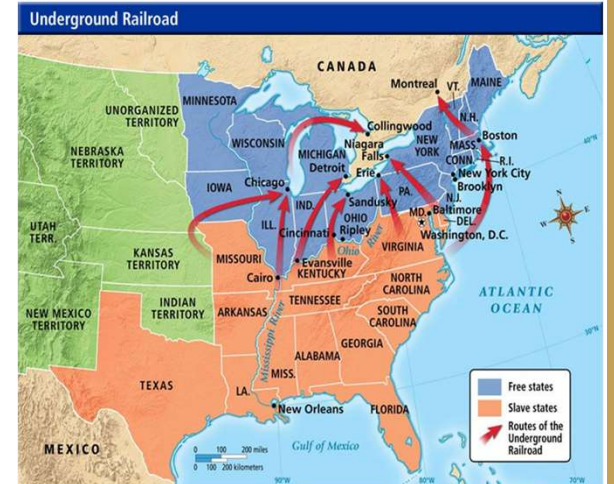 Underground Railroad
CANADA
Montreal
VT.
MAINE
MINNESOTA
UNORGANIZED
TERRITORY
N.H.
Collingwood
WISCONSIN
Niagara
Falls
NEW
YORK
MASS.
Boston
NEBRASKA
TERRITORY
MICHIGAN
Detroit
CONN.
R.I.
40°N
IOWA
Chicago
Erie
New York City
Brooklyn
PA.
N.J.
Sandusky
IND.
OHIO
MD.
Baltimore
DEL.
UTAH
TERR.
ILL.
Cincinnati
Ripley
Washington, D.C.
N
E
S
W
KANSAS
TERRITORY
MISSOURI
Ohio River
VIRGINIA
Evansville
KENTUCKY
Cairo
NORTH
CAROLINA
ATLANTIC
OCEAN
NEW MEXICO
TERRITORY
INDIAN
TERRITORY
ARKANSAS
TENNESSEE
SOUTH
CAROLINA
Mississippi River
GEORGIA
30°N
ALABAMA
MISS.
TEXAS
LA.
New Orleans
FLORIDA
Free states
Slave states
Routes of the
Underground
Railroad
MEXICO
0 100 200 miles
0 100 200 kilometers
Gulf of Mexico
90°W
80°W
70°W